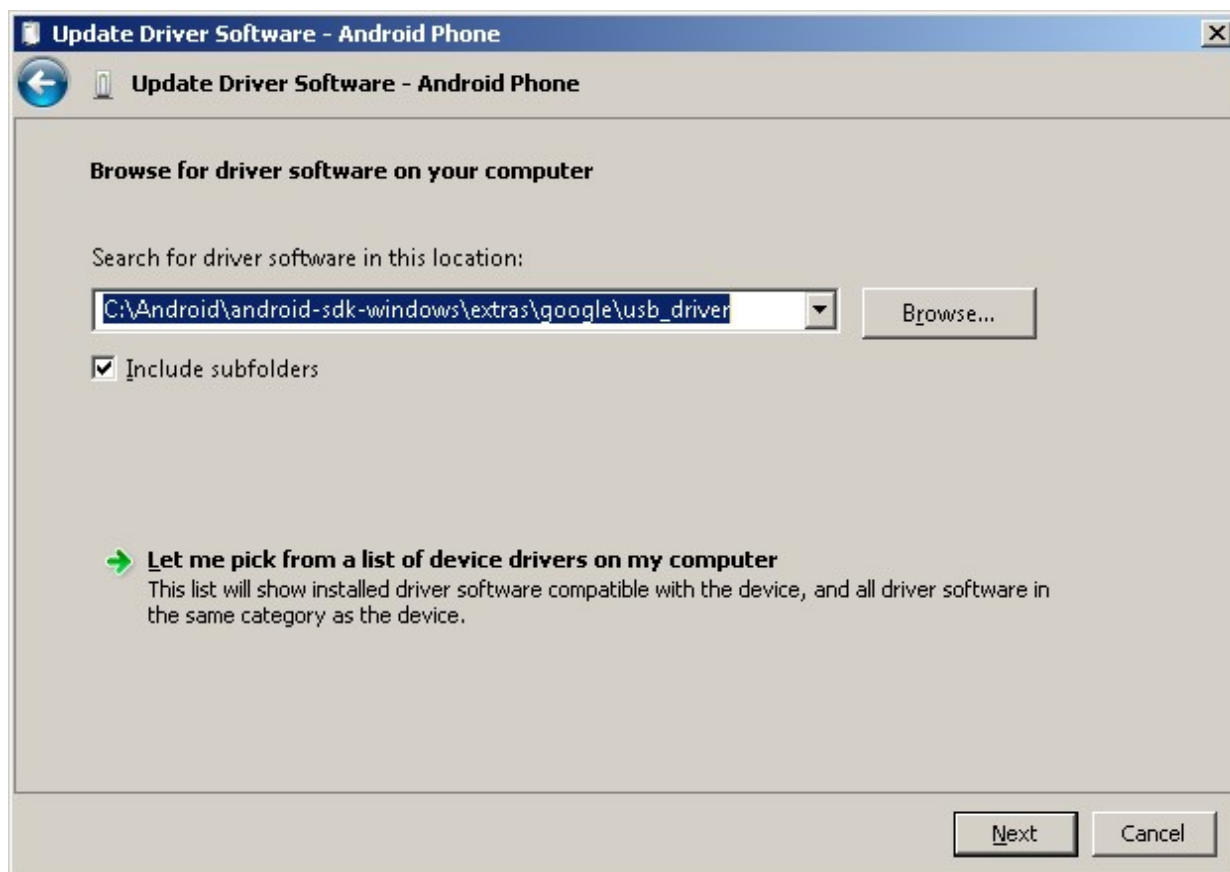 Update Driver Software - Android Phone
Update Driver Software - Android Phone
Browse for driver software on your computer
Search for driver software in this location:
C:\Android\android-sdk-windows\extras\google\usb_driver
Browse...
Include subfolders
Let me pick from a list of device drivers on my computer
This list will show installed driver software compatible with the device, and all driver software in
the same category as the device.
Next
Cancel